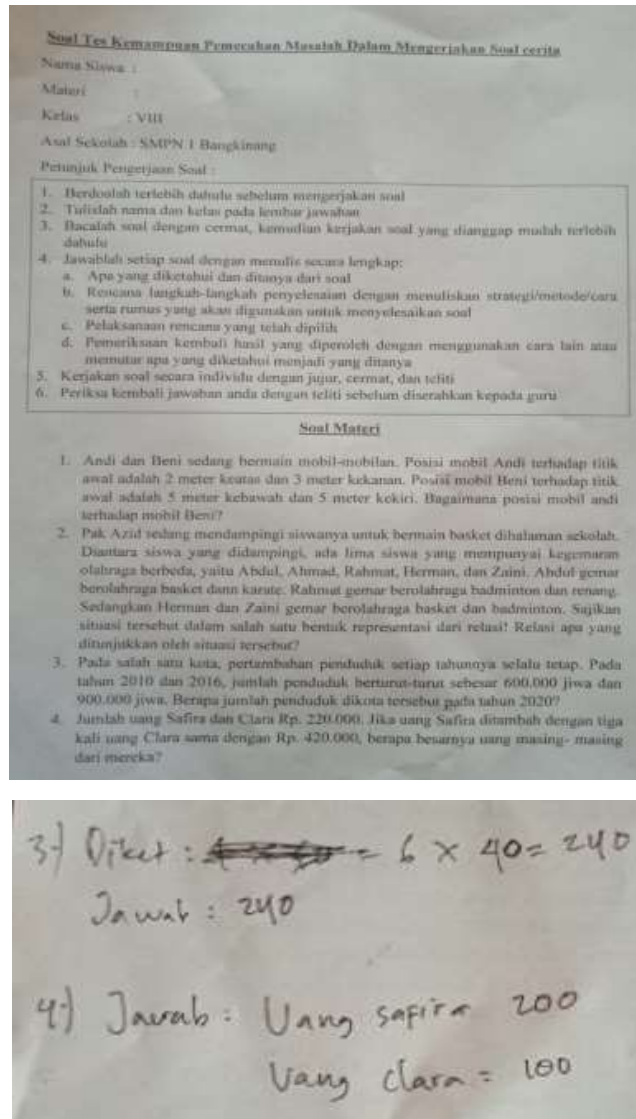 Soal Tes Kemampuan Pemecahan Masalah Dalam Mengerjakan Soal cerita
Nama Siswa :
Materi :
Kelas : VIII
Asal Sekolah : SMPN 1 Bangkinang
Petunjuk Pengerjaan Soal :
1. Berdoalah terlebih dahulu sebelum mengerjakan soal
2. Tulislah nama dan kelas pada lembar jawaban
3. Bacalah soal dengan cermat, kemudian kerjakan soal yang dianggap mudah terlebih
dahulu
4. Jawablah setiap soal dengan menulis secara lengkap:
a. Apa yang diketahui dan ditanya dari soal
b. Rencana langkah-langkah penyelesaian dengan menuliskan strategi/metode/cara
serta rumus yang akan digunakan untuk menyelesaikan soal
c. Pelaksanaan rencana yang telah dipilih
d. Pemeriksaan kembali hasil yang diperoleh dengan menggunakan cara lain atau
memutar apa yang diketahui menjadi yang ditanya
5. Kerjakan soal secara individu dengan jujur, cermat, dan teliti
6. Periksa kembali jawaban anda dengan teliti sebelum diserahkan kepada guru
Soal Materi
1. Andi dan Beni sedang bermain mobil-mobilan. Posisi mobil Andi terhadap titik
awal adalah 2 meter keatas dan 3 meter kekanan. Posisi mobil Beni terhadap titik
awal adalah 5 meter kebawah dan 5 meter kekiri. Bagaimana posisi mobil andi
terhadap mobil Beni?
2. Pak Azid sedang mendampingi siswanya untuk bermain basket dihalaman sekolah.
Diantara siswa yang didampingi, ada lima siswa yang mempunyai kegemaran
olahraga berbeda, yaitu Abdul, Ahmad, Rahmat, Herman, dan Zaini. Abdul gemar
berolahraga basket dann karate. Rahmat gemar berolahraga badminton dan renang.
Sedangkan Herman dan Zaini gemar berolahraga basket dan badminton. Sajikan
situasi tersebut dalam salah satu bentuk representasi dari relasi! Relasi apa yang
ditunjukkan oleh situasi tersebut?
3. Pada salah satu kota, pertambahan penduduk setiap tahunnya selalu tetap. Pada
tahun 2010 dan 2016, jumlah penduduk berturut-turut sebesar 600.000 jiwa dan
900.000 jiwa. Berapa jumlah penduduk dikota tersebut pada tahun 2020?
4. Jumlah uang Safira dan Clara Rp. 220.000. Jika uang Safira ditambah dengan tiga
kali uang Clara sama dengan Rp. 420.000, berapa besarnya uang masing- masing
dari mereka?
3-) Diket : = 6 × 40 = 240
Jawab : 240
4-) Jawab : Uang safira 200
Uang clara = 100